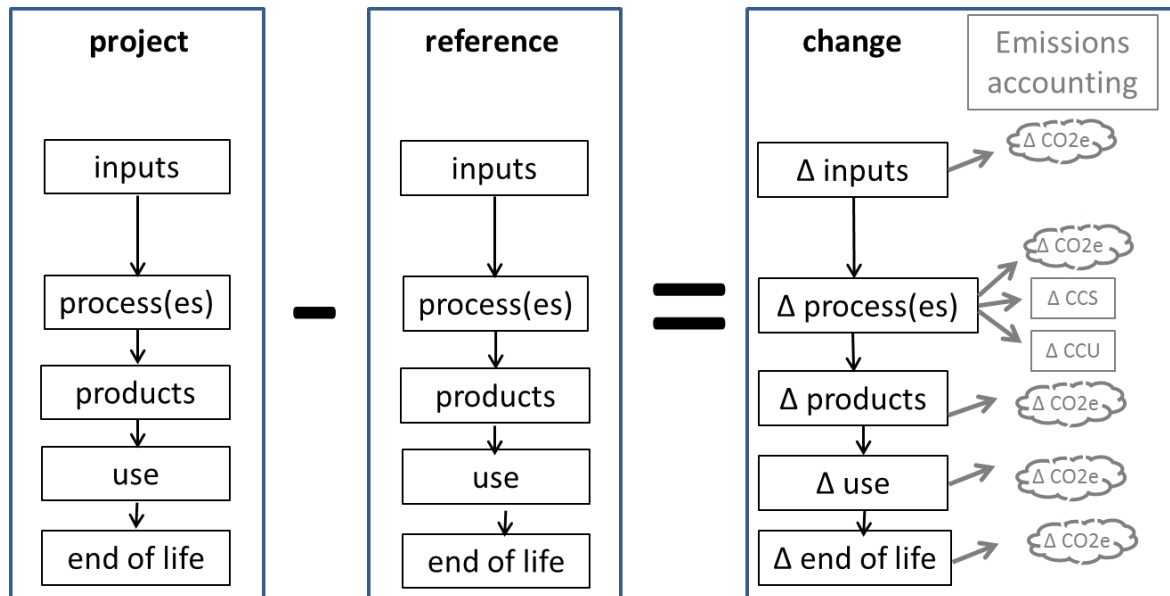 project
inputs
process(es)
products
use
end of life
-
reference
inputs
process(es)
products
use
end of life
=
change
Emissions
accounting
Δ inputs
Δ CO2e
Δ process(es)
Δ CO2e
Δ CCS
Δ CCU
Δ products
Δ CO2e
Δ use
Δ CO2e
Δ end of life
Δ CO2e